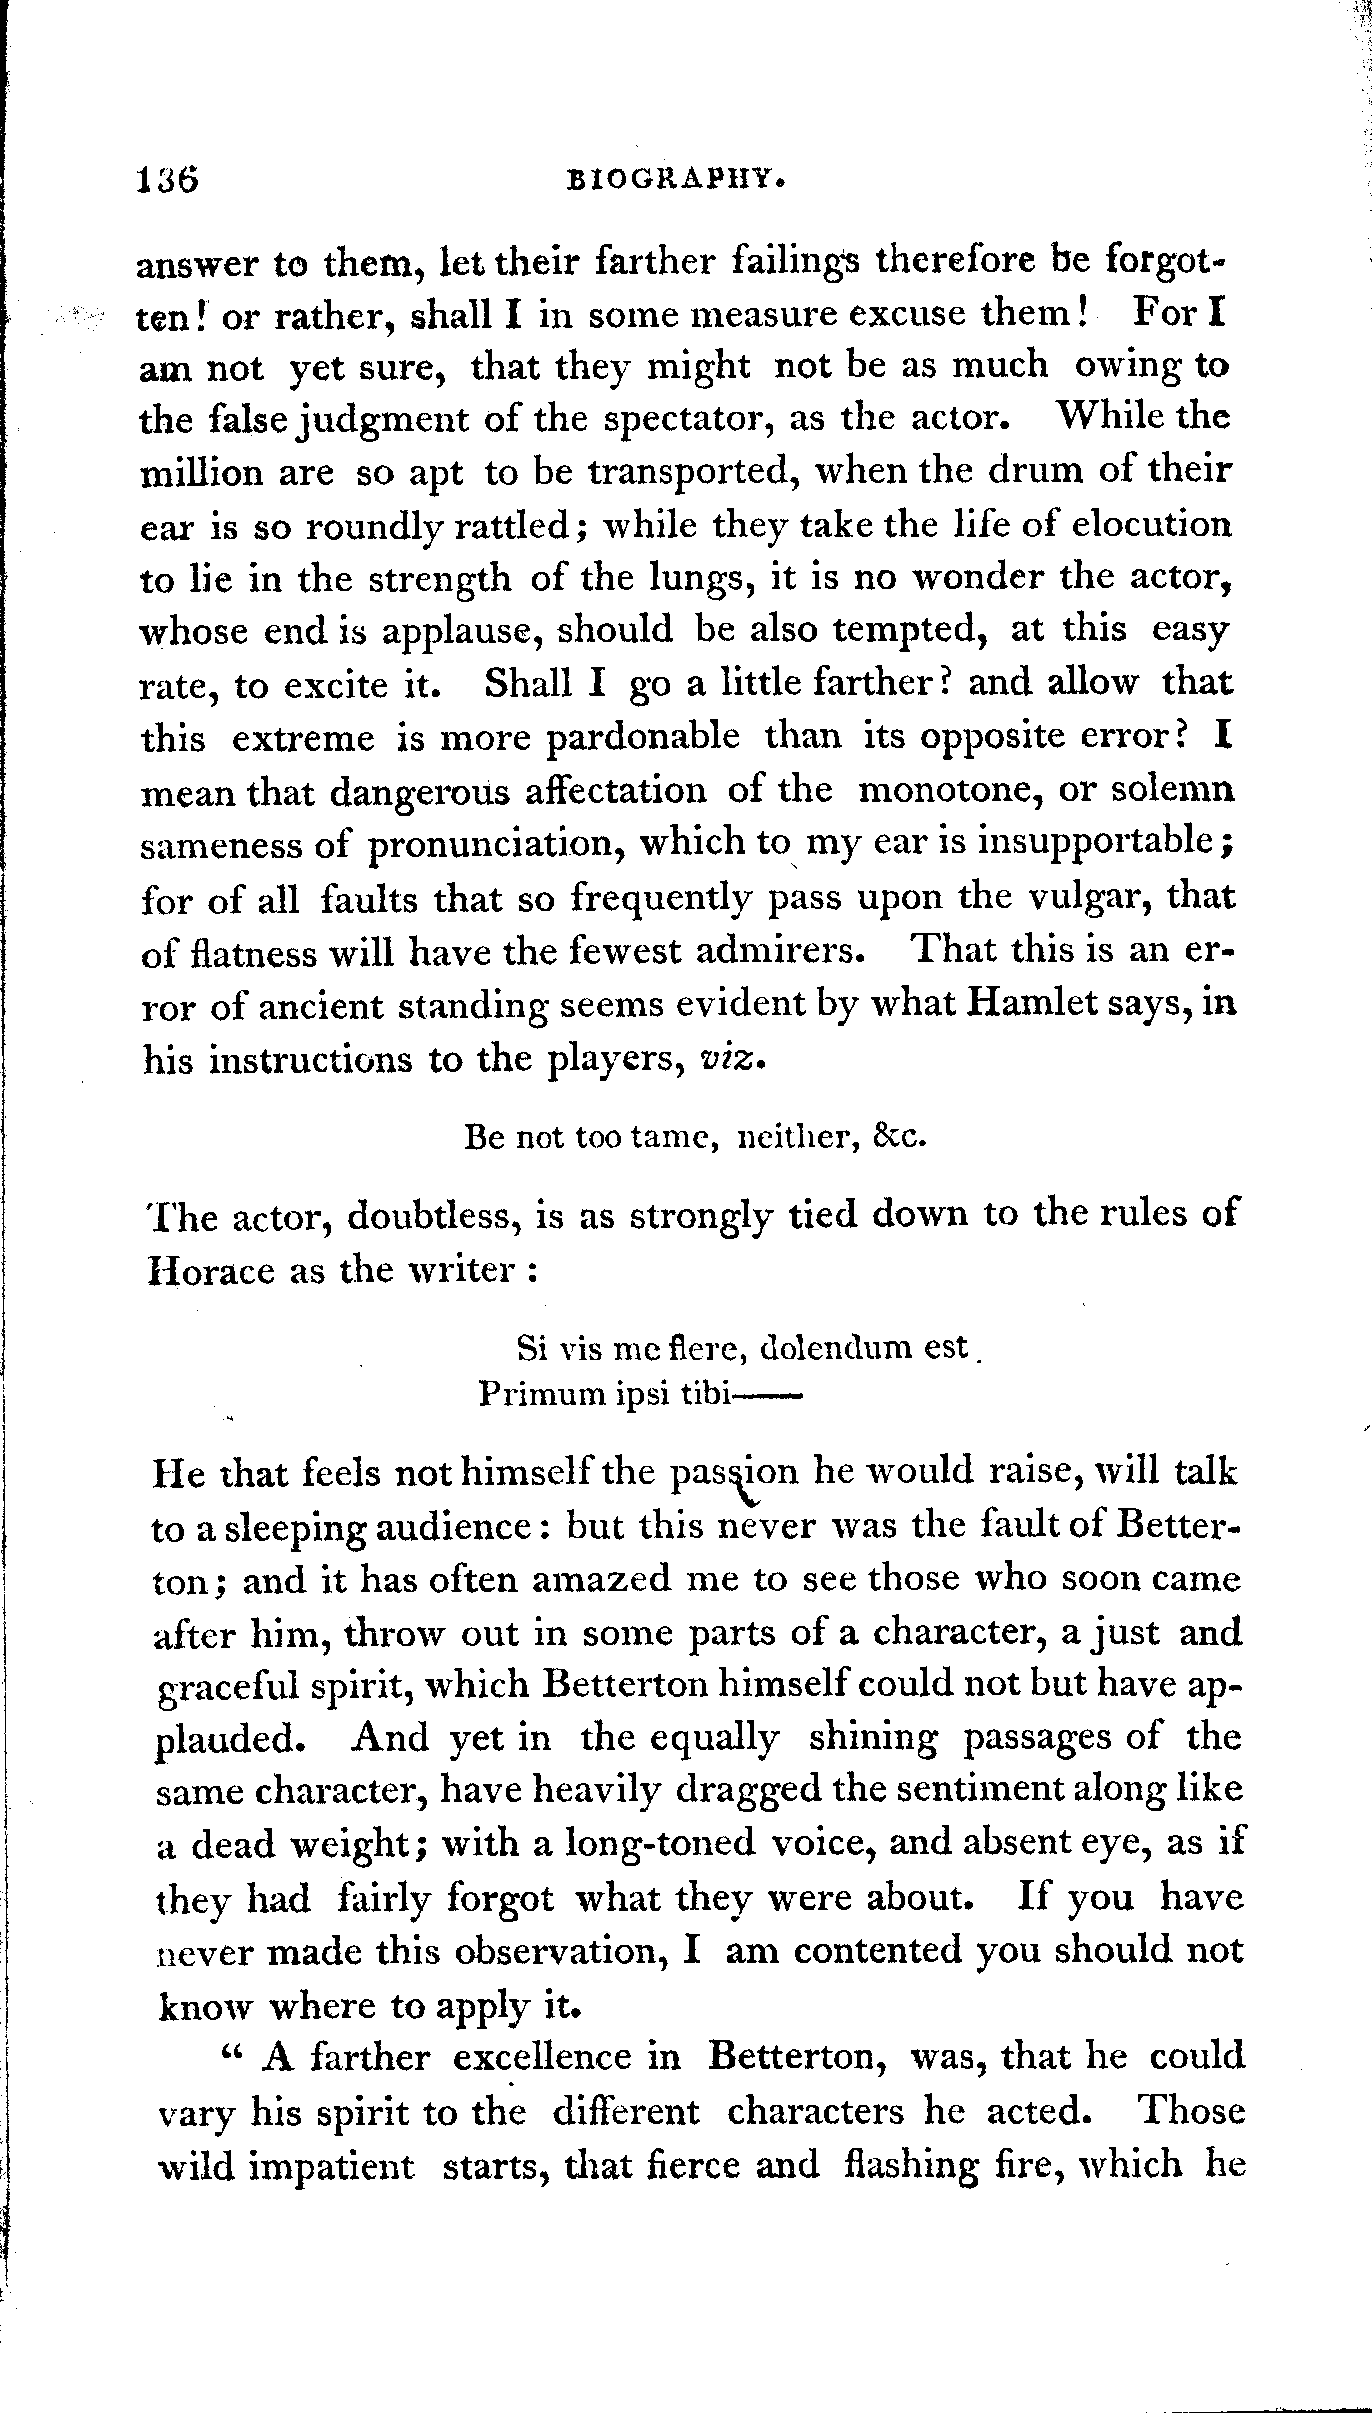 136 BIOGRAPHY.
answer to them, let their farther failings therefore be forgot-
ten! or rather, shall I in some measure excuse them! For I
am not yet sure, that they might not be as much owing to
the false judgment of the spectator, as the actor. While the
million are so apt to be transported, when the drum of their
ear is so roundly rattled; while they take the life of elocution
to lie in the strength of the lungs, it is no wonder the actor,
whose end is applause, should be also tempted, at this easy
rate, to excite it. Shall I go a little farther? and allow that
this extreme is more pardonable than its opposite error? I
mean that dangerous affectation of the monotone, or solemn
sameness of pronunciation, which to my ear is insupportable;
for of all faults that so frequently pass upon the vulgar, that
of flatness will have the fewest admirers. That this is an er-
ror of ancient standing seems evident by what Hamlet says, in
his instructions to the players, viz.
Be not too tame, neither, &c.
The actor, doubtless, is as strongly tied down to the rules of
Horace as the writer :
Si vis me flere, dolendum est.
Primum ipsi tibi——
He that feels not himself the passion he would raise, will talk
to a sleeping audience: but this never was the fault of Better-
ton; and it has often amazed me to see those who soon came
after him, throw out in some parts of a character, a just and
graceful spirit, which Betterton himself could not but have ap-
plauded. And yet in the equally shining passages of the
same character, have heavily dragged the sentiment along like
a dead weight; with a long-toned voice, and absent eye, as if
they had fairly forgot what they were about. If you have
never made this observation, I am contented you should not
know where to apply it.
“ A farther excellence in Betterton, was, that he could
vary his spirit to the different characters he acted. Those
wild impatient starts, that fierce and flashing fire, which he